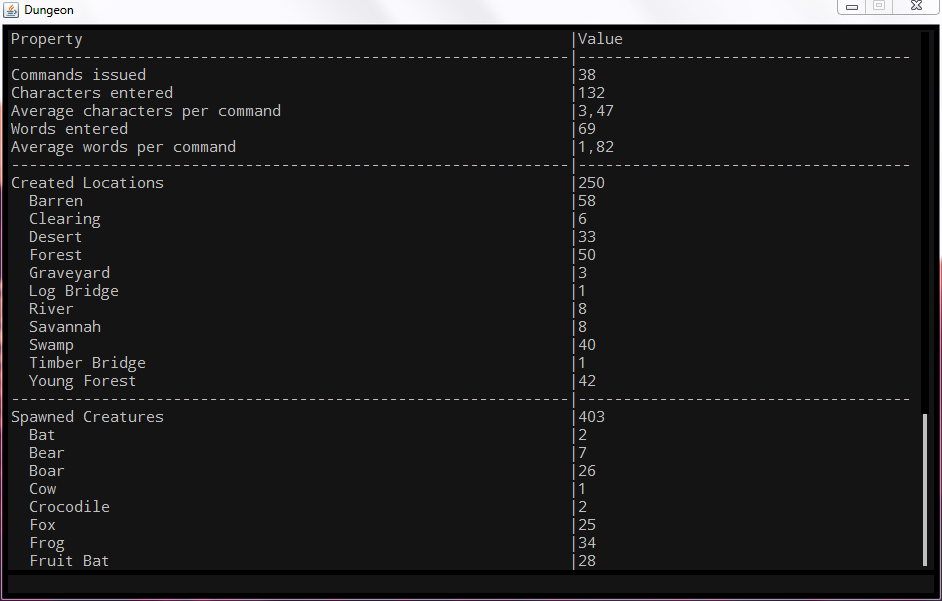 Dungeon
Property |Value
--------------------------------------------------------------|-------------------------------------
Commands issued |38
Characters entered |132
Average characters per command |3,47
Words entered |69
Average words per command |1,82
--------------------------------------------------------------|-------------------------------------
Created Locations |250
Barren |58
Clearing |6
Desert |33
Forest |50
Graveyard |3
Log Bridge |1
River |8
Savannah |8
Swamp |40
Timber Bridge |1
Young Forest |42
--------------------------------------------------------------|-------------------------------------
Spawned Creatures |403
Bat |2
Bear |7
Boar |26
Cow |1
Crocodile |2
Fox |25
Frog |34
Fruit Bat |28